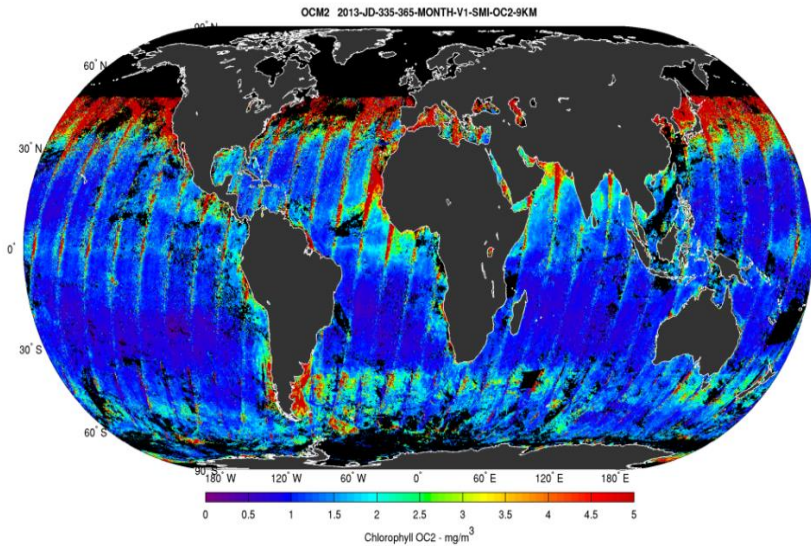 OCM2 2013-JD-335-365-MONTH-V1-SMI-OC2-9KM
90° N
60° N
30° N
0°
30° S
60° S
90° S
180° W 120° W 60° W 0° 60° E 120° E 180° E
0 0.5 1 1.5 2 2.5 3 3.5 4 4.5 5
Chlorophyll OC2 - mg/m³